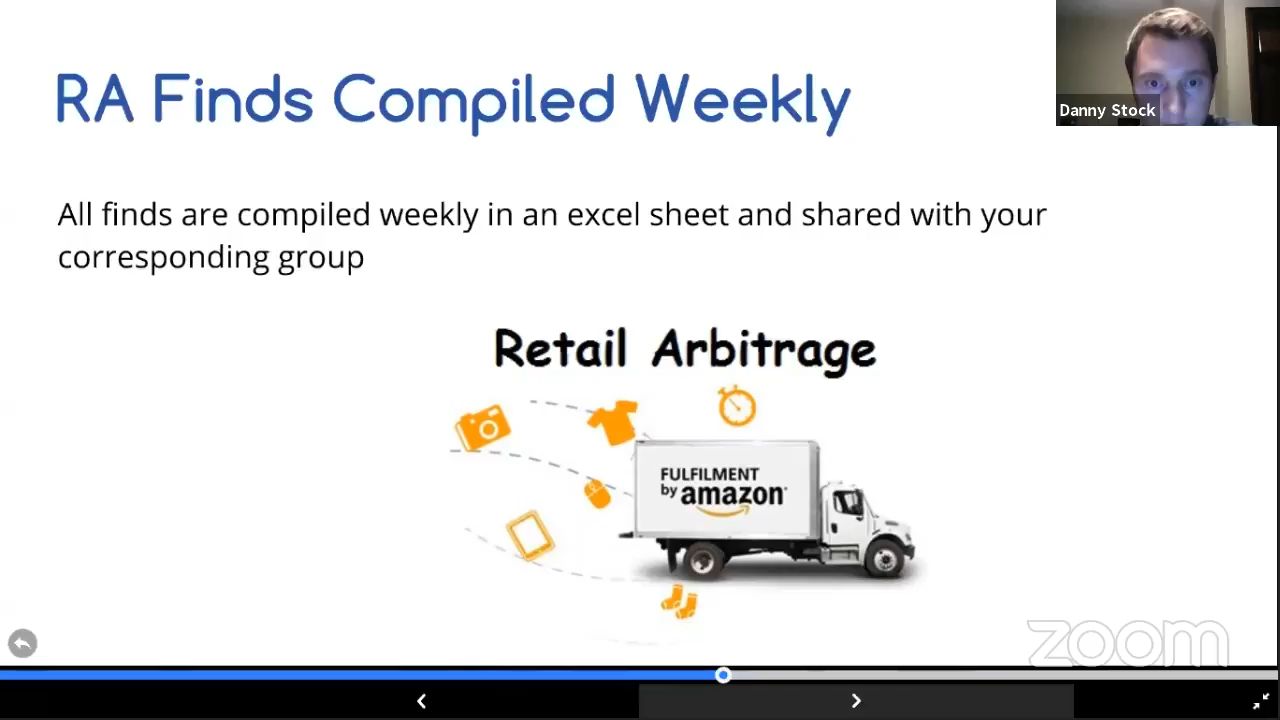 RA Finds Compiled Weekly
Danny Stock
All finds are compiled weekly in an excel sheet and shared with your
corresponding group
Retail Arbitrage
FULFILMENT
by amazon
zoom